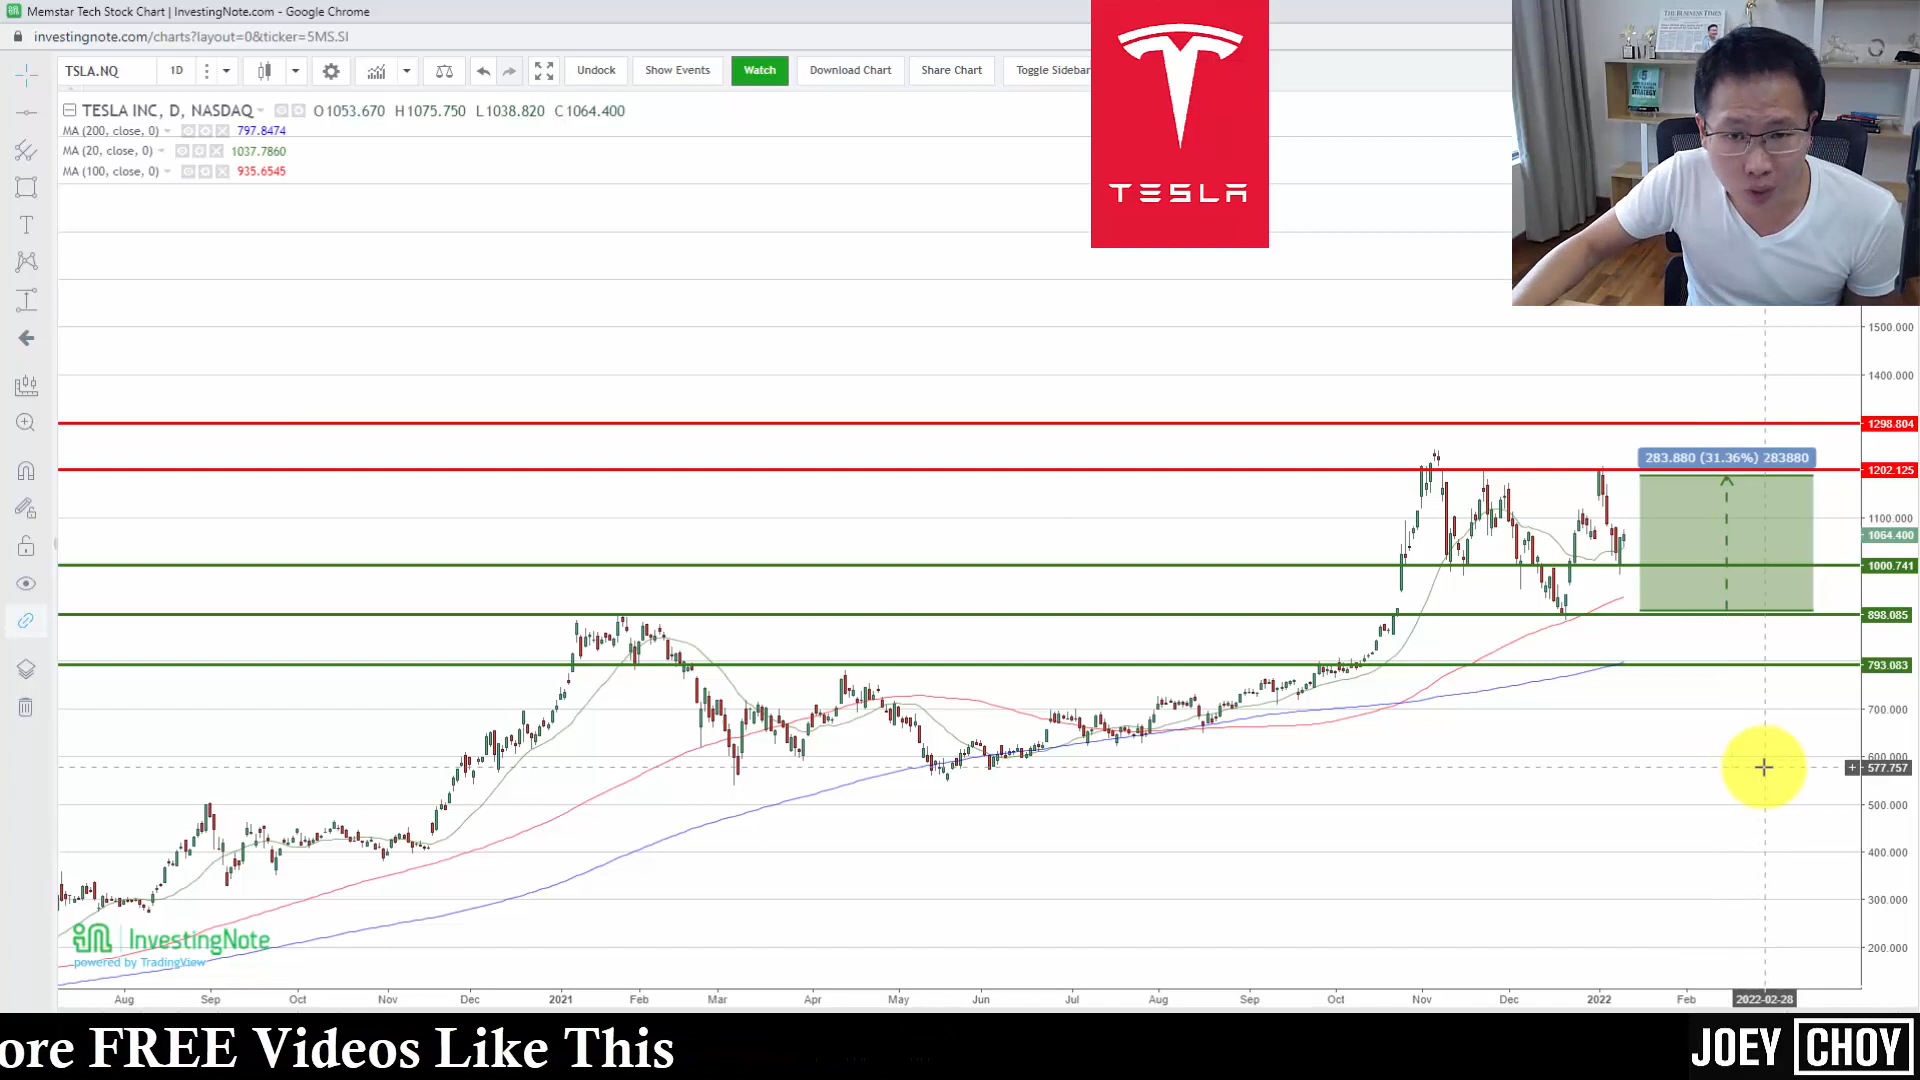 Memstar Tech Stock Chart | InvestingNote.com - Google Chrome
investingnote.com/charts?layout=0&ticker=5MS.SI
TSLA.NQ 1D Undock Show Events Watch Download Chart Share Chart Toggle Sidebar
TESLA INC, D, NASDAQ O1053.670 H1075.750 L1038.820 C1064.400
MA (200, close, 0) 797.8474
MA (20, close, 0) 1037.7860
MA (100, close, 0) 935.6545
TESLA
THE BUSINESS TIMES
1500.000
1400.000
1298.804
283.880 (31.36%) 283880
1202.125
1100.000
1064.400
1000.741
898.085
793.083
700.000
600.000
577.757
500.000
400.000
300.000
200.000
InvestingNote
powered by TradingView
Aug Sep Oct Nov Dec 2021 Feb Mar Apr May Jun Jul Aug Sep Oct Nov Dec 2022 Feb 2022-02-28
ore FREE Videos Like This
JOEY CHOY